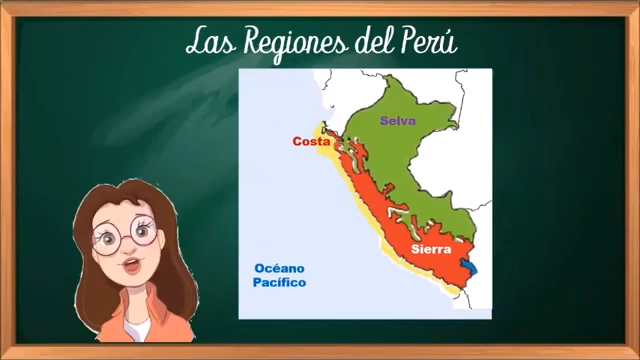 Las Regiones del Perú
Selva
Costa
Sierra
Océano
Pacífico